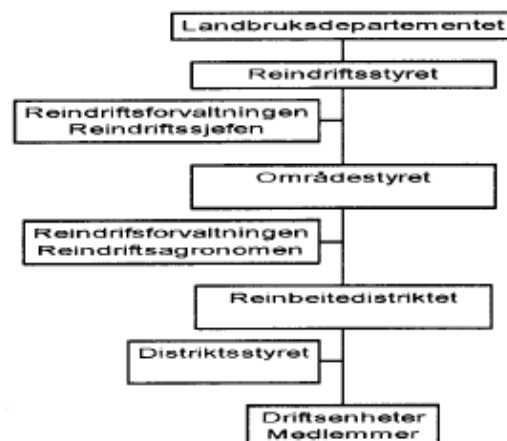 Landbruksdepartementet
Reindriftsstyret
Reindriftsforvaltningen
Reindriftssjefen
Områdestyret
Reindrifsforvaltningen
Reindriftsagronomen
Reinbeitedistriktet
Distriktsstyret
Driftsenheter
Medlemmer